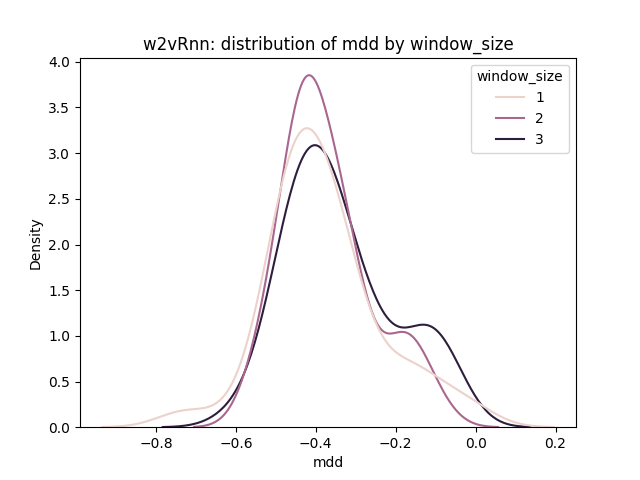 w2vRnn: distribution of mdd by window_size
window_size
1
2
3
Density
4.0
3.5
3.0
2.5
2.0
1.5
1.0
0.5
0.0
−0.8 −0.6 −0.4 −0.2 0.0 0.2
mdd